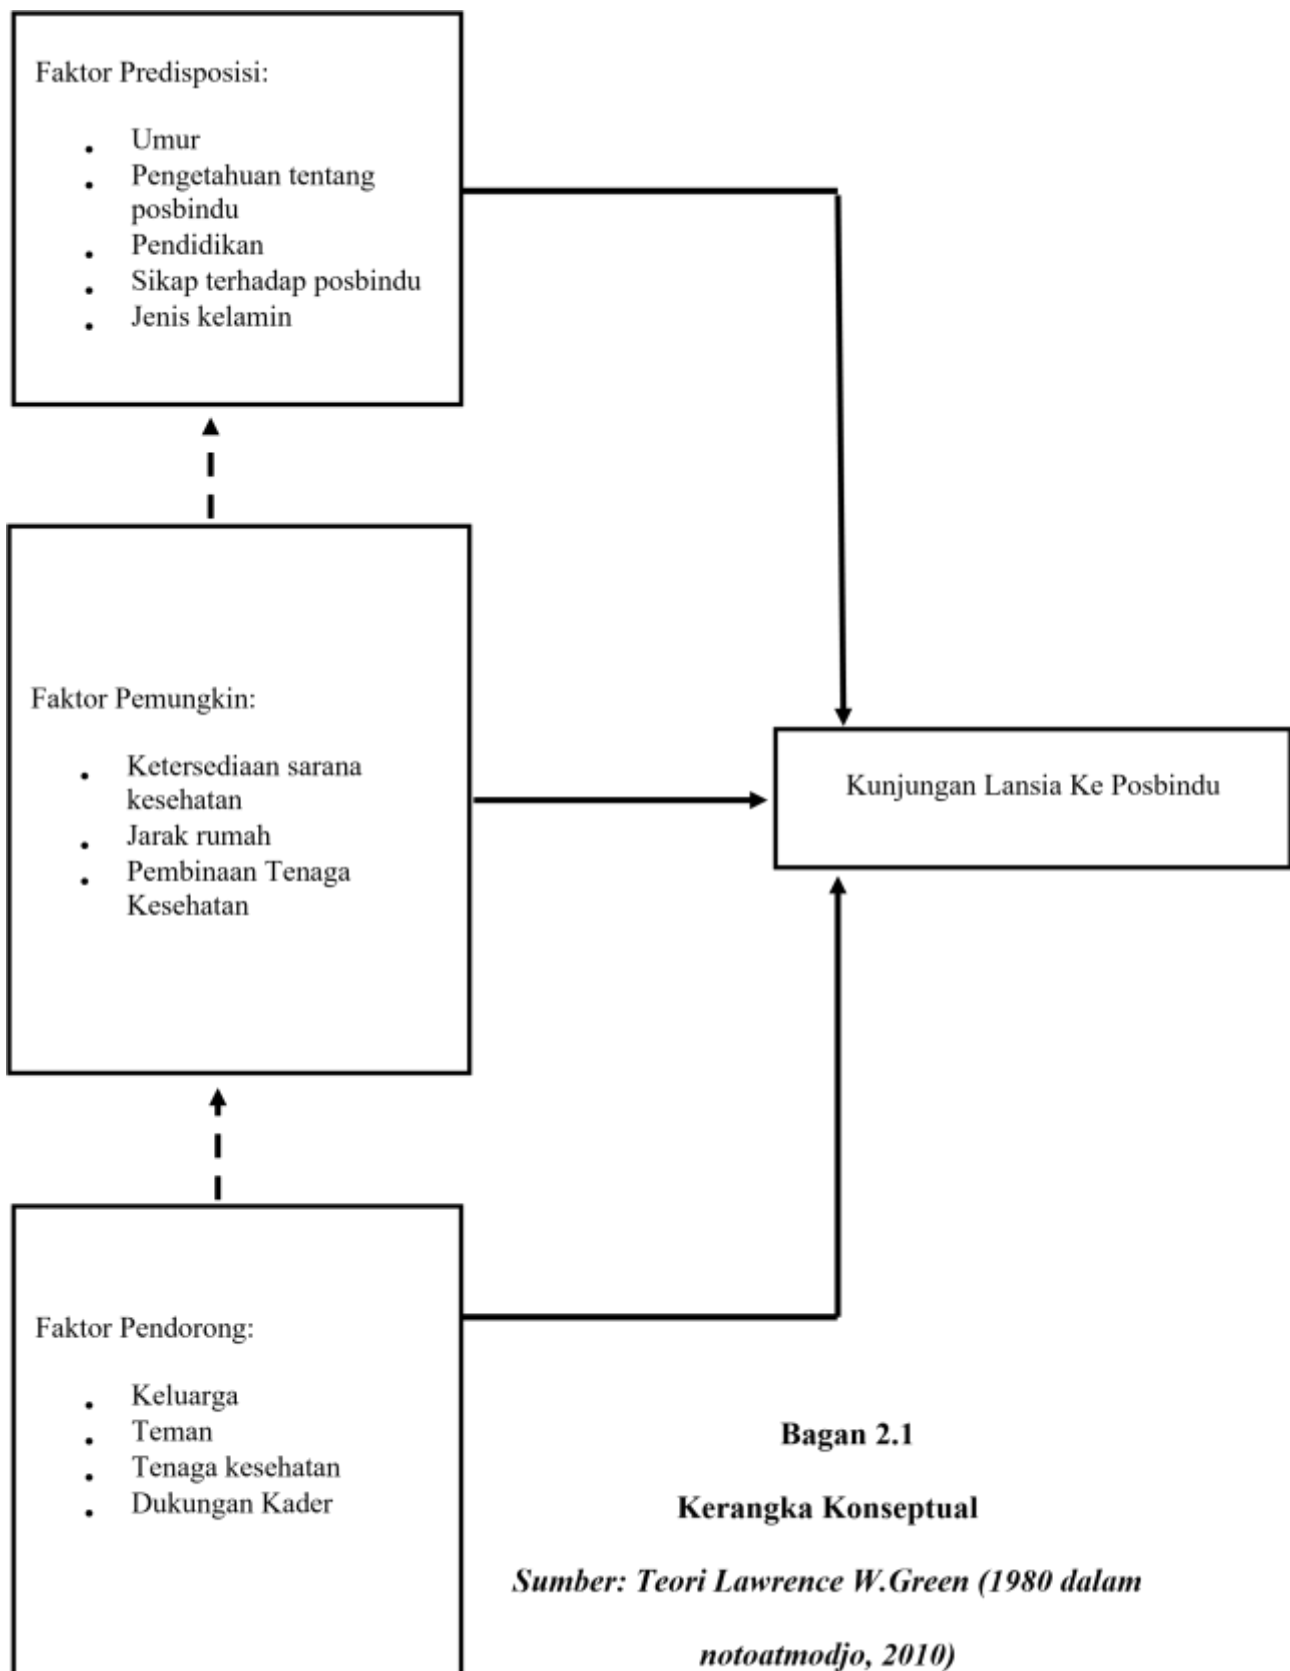 Faktor Predisposisi:
• Umur
• Pengetahuan tentang
posbindu
• Pendidikan
• Sikap terhadap posbindu
• Jenis kelamin
Faktor Pemungkin:
• Ketersediaan sarana
kesehatan
• Jarak rumah
• Pembinaan Tenaga
Kesehatan
Kunjungan Lansia Ke Posbindu
Faktor Pendorong:
• Keluarga
• Teman
• Tenaga kesehatan
• Dukungan Kader
Bagan 2.1
Kerangka Konseptual
Sumber: Teori Lawrence W.Green (1980 dalam
notoatmodjo, 2010)